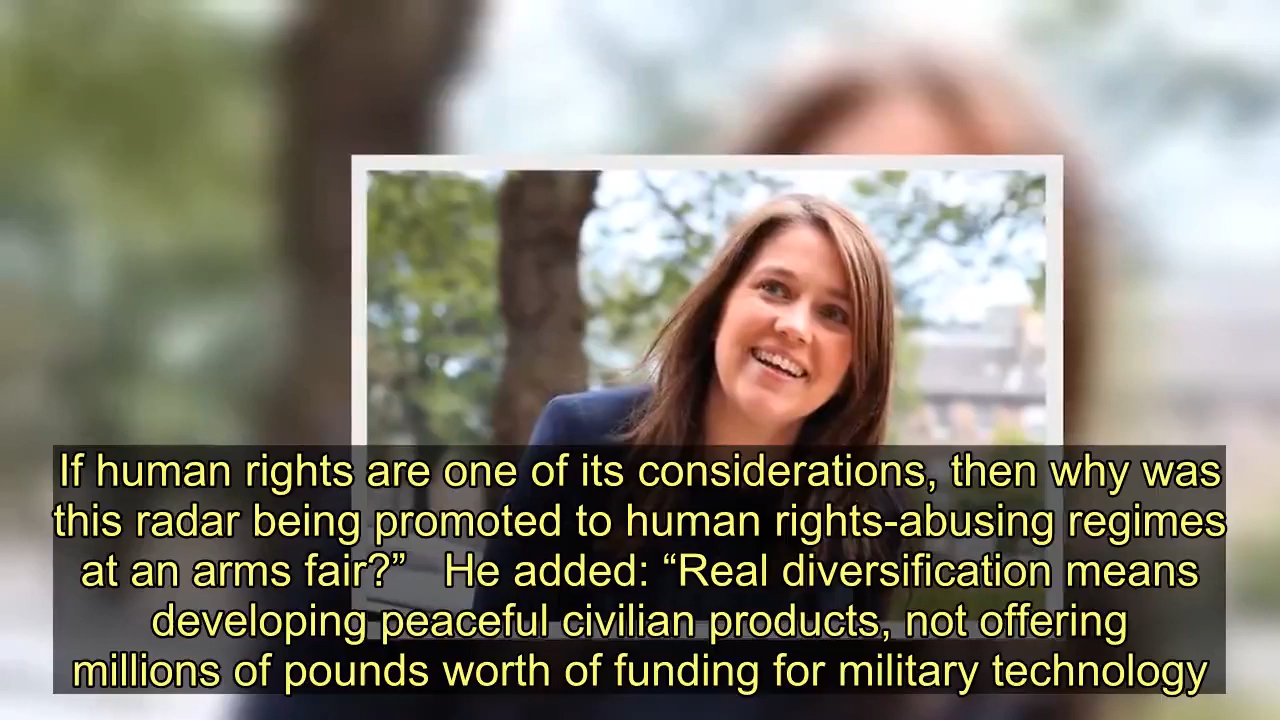 If human rights are one of its considerations, then why was
this radar being promoted to human rights-abusing regimes
at an arms fair?”   He added: “Real diversification means
developing peaceful civilian products, not offering
millions of pounds worth of funding for military technology